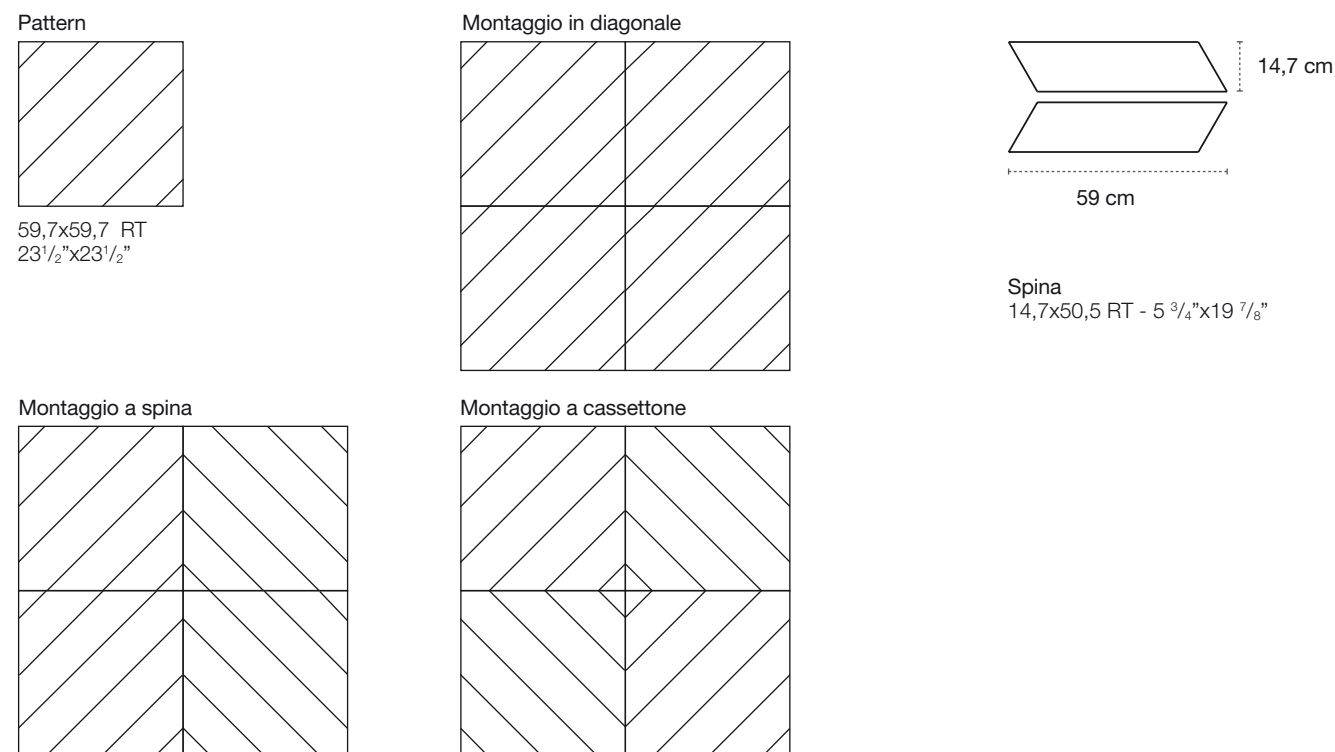 Pattern
59,7x59,7 RT
23¹/₂”x23¹/₂”
Montaggio in diagonale
14,7 cm
59 cm
Spina
14,7x50,5 RT - 5 ³/₄”x19 ⁷/₈”
Montaggio a spina
Montaggio a cassettone